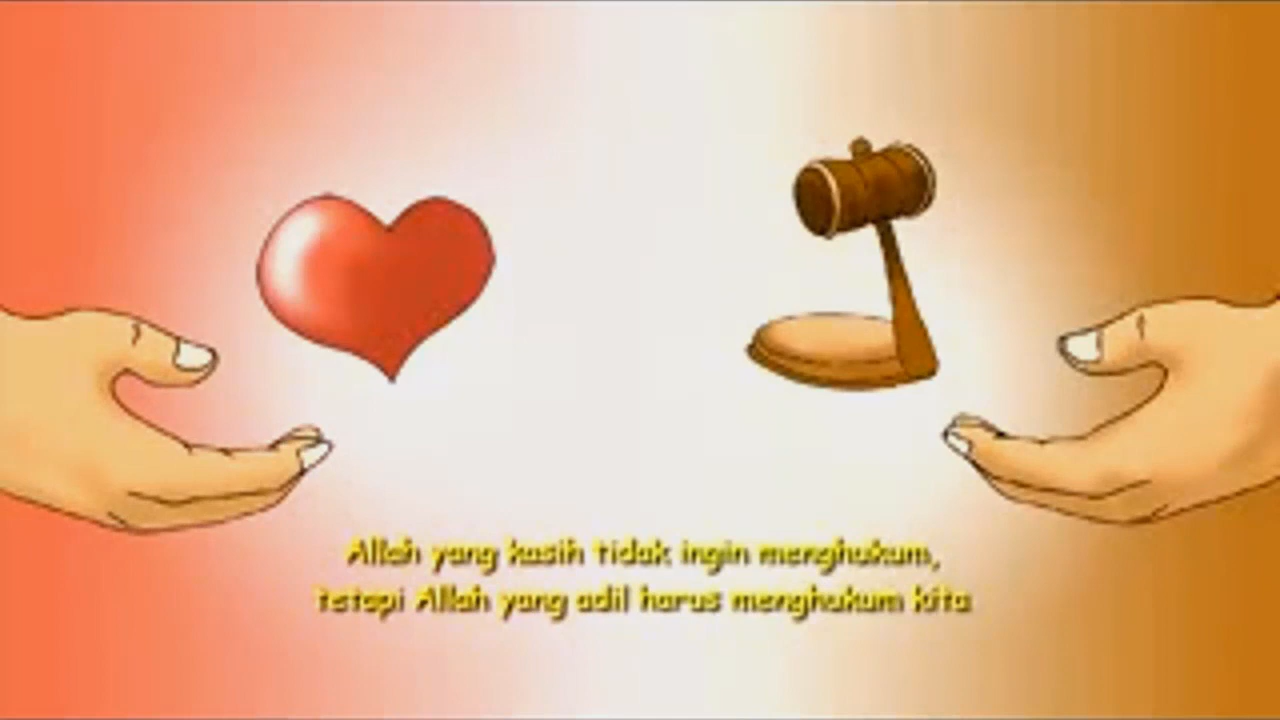 Allah yang kasih tidak ingin menghukum,
tetapi Allah yang adil harus menghukum kita